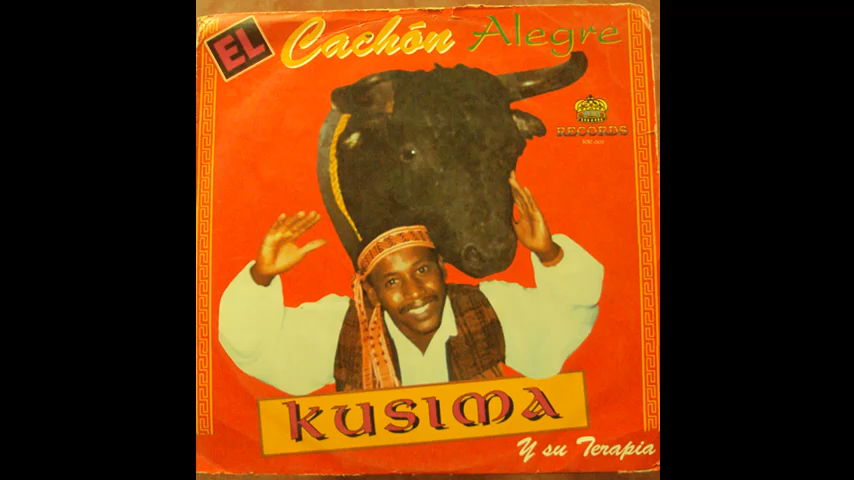 EL
Cachón Alegre
RECORDS
KUSIMA
Y su Terapia